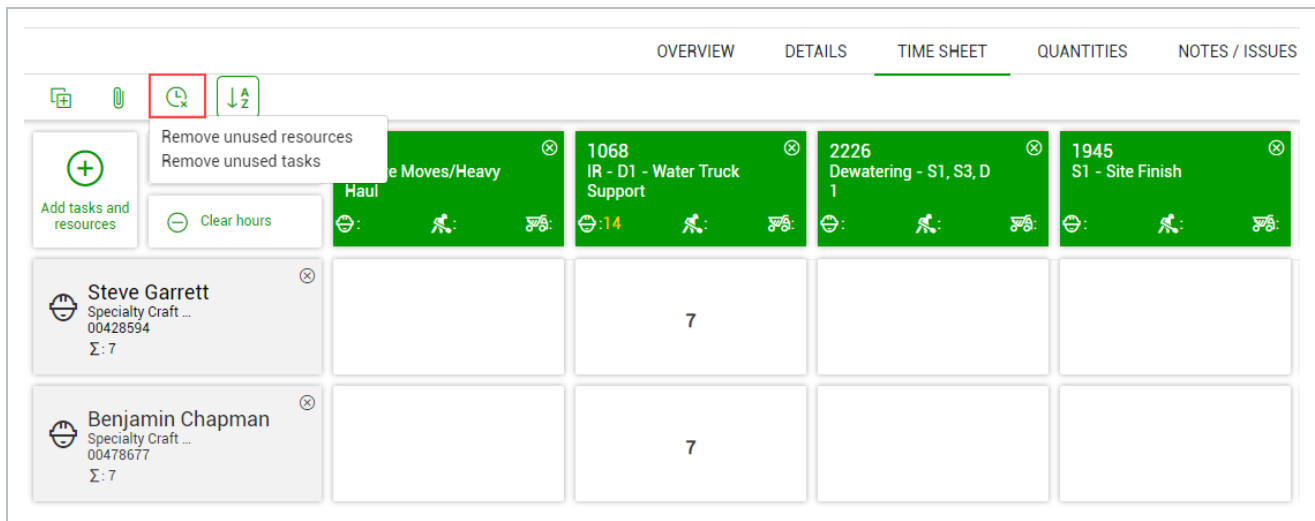 OVERVIEW DETAILS TIME SHEET QUANTITIES NOTES / ISSUES
Remove unused resources
Remove unused tasks
Add tasks and
resources
Clear hours
e Moves/Heavy
Haul
:
:
:
1068
IR - D1 - Water Truck
Support
:14
:
:
2226
Dewatering - S1, S3, D
1
:
:
:
1945
S1 - Site Finish
:
:
:
Steve Garrett
Specialty Craft ...
00428594
Σ: 7
7
Benjamin Chapman
Specialty Craft ...
00478677
Σ: 7
7